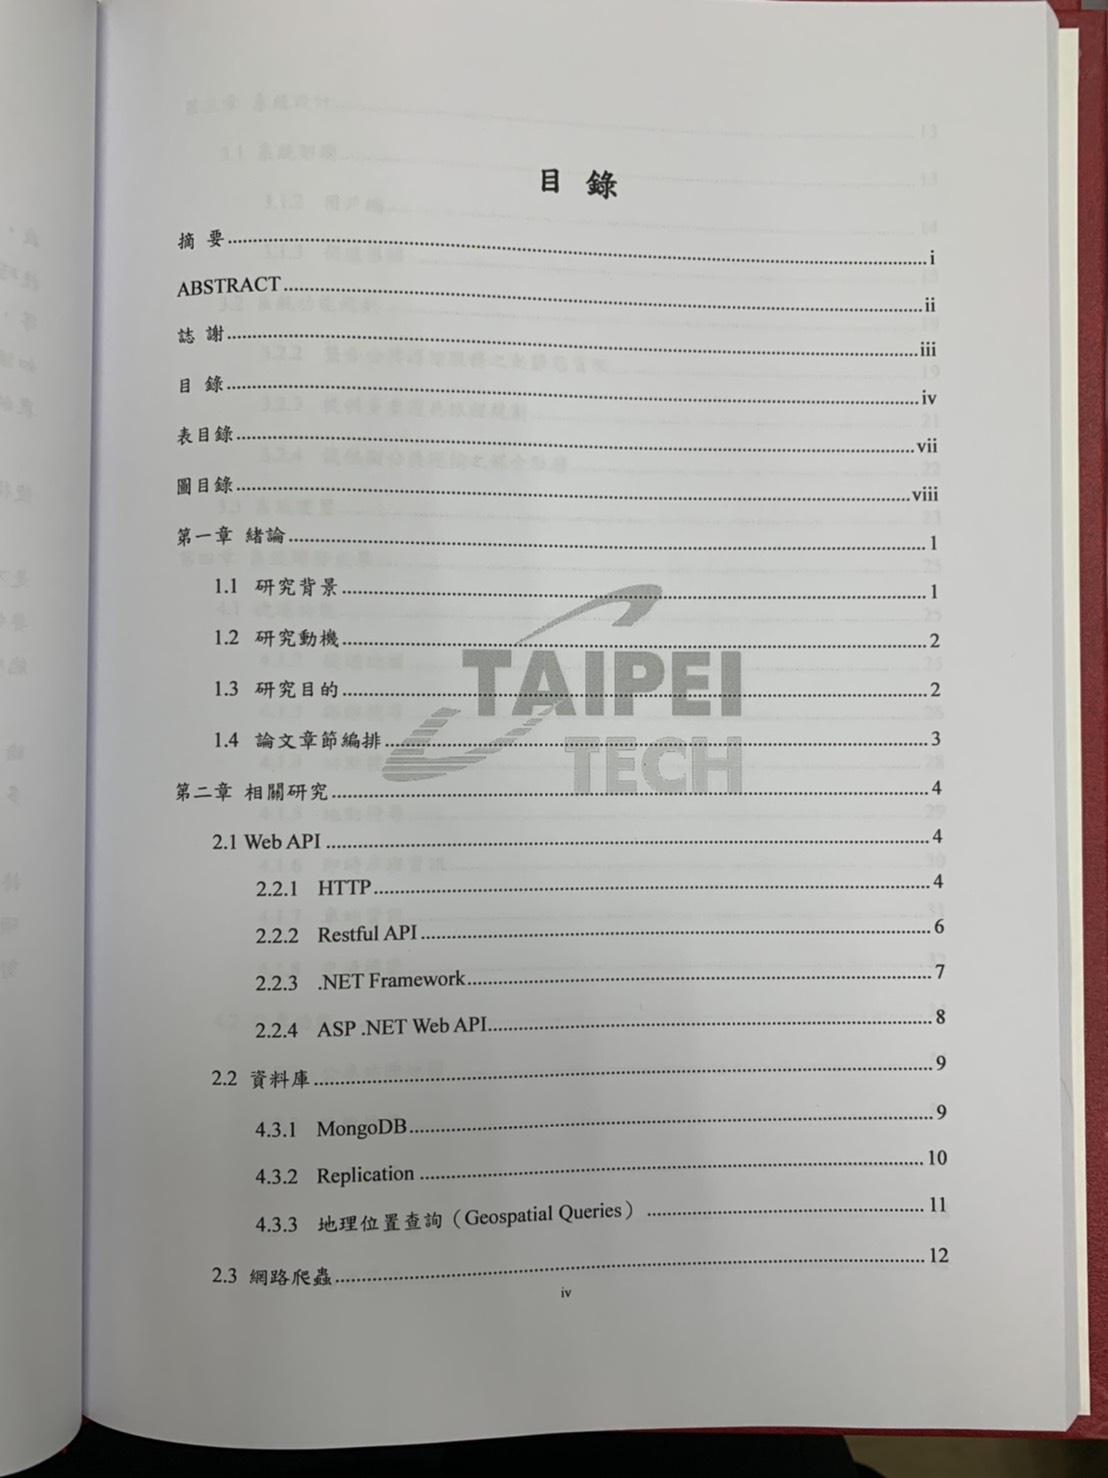 目 錄
摘 要 i
ABSTRACT ii
誌 謝 iii
目 錄 iv
表目錄 vii
圖目錄 viii
第一章 緒論 1
1.1 研究背景 1
1.2 研究動機 2
1.3 研究目的 2
1.4 論文章節編排 3
第二章 相關研究 4
2.1 Web API 4
2.2.1 HTTP 4
2.2.2 Restful API 6
2.2.3 .NET Framework 7
2.2.4 ASP .NET Web API 8
2.2 資料庫 9
4.3.1 MongoDB 9
4.3.2 Replication 10
4.3.3 地理位置查詢（Geospatial Queries） 11
2.3 網路爬蟲 12
iv
TAIPEI
TECH